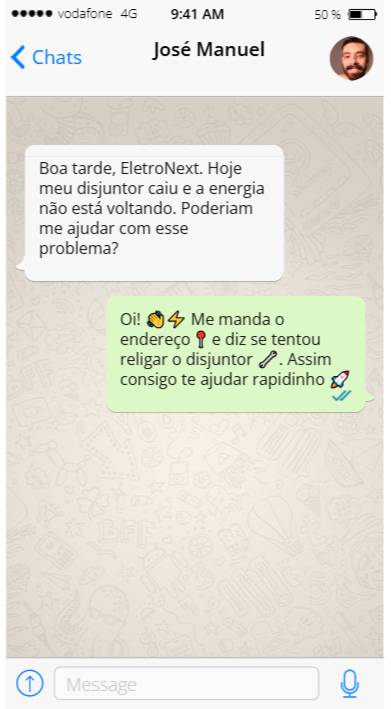 ●●●●● vodafone 4G 9:41 AM 50 %
Chats
José Manuel
Boa tarde, EletroNext. Hoje
meu disjuntor caiu e a energia
não está voltando. Poderiam
me ajudar com esse
problema?
Oi! 👏⚡ Me manda o
endereço 📍 e diz se tentou
religar o disjuntor 🔧. Assim
consigo te ajudar rapidinho 🚀
BFF
Message